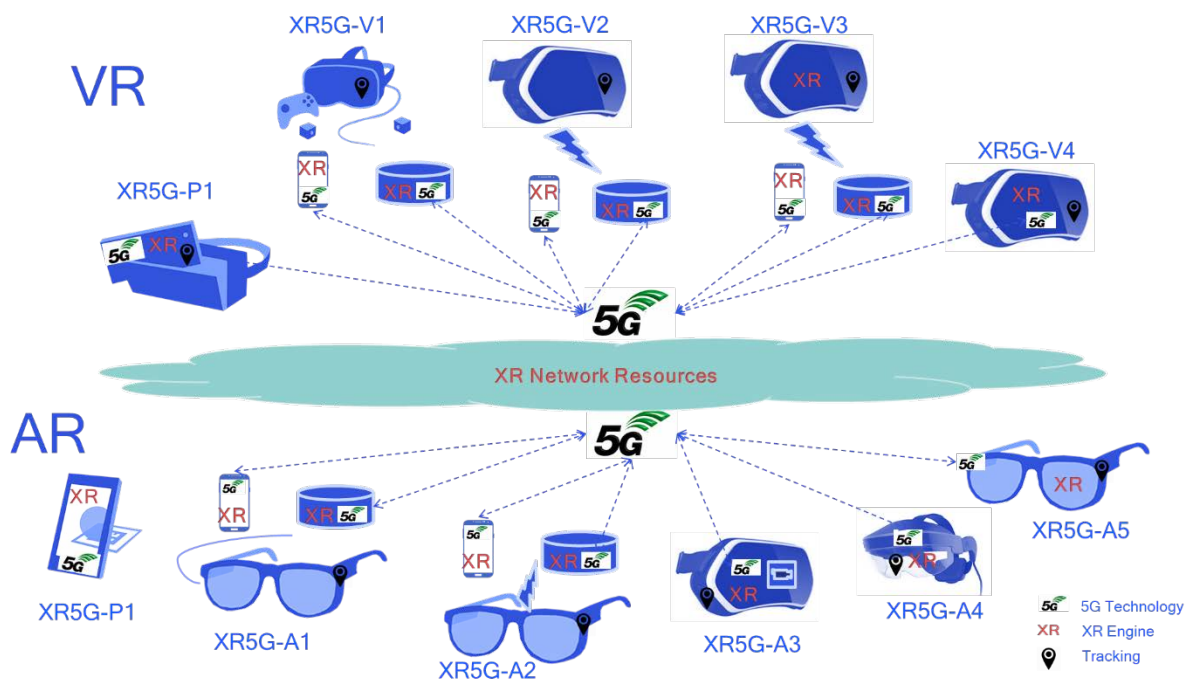 XR5G-V1
XR5G-V2
XR5G-V3
VR
XR
XR5G-V4
XR5G-P1
XR
5G
XR 5G
XR
5G
XR 5G
XR
5G
XR 5G
XR
5G
5G XR
5G
XR Network Resources
5G
AR
5G
XR
XR
5G
5G
XR
XR 5G
5G
XR
XR 5G
5G
XR
5G
XR
XR5G-A5
XR5G-P1
XR5G-A1
XR5G-A2
XR5G-A3
XR5G-A4
5G 5G Technology
XR XR Engine
Tracking